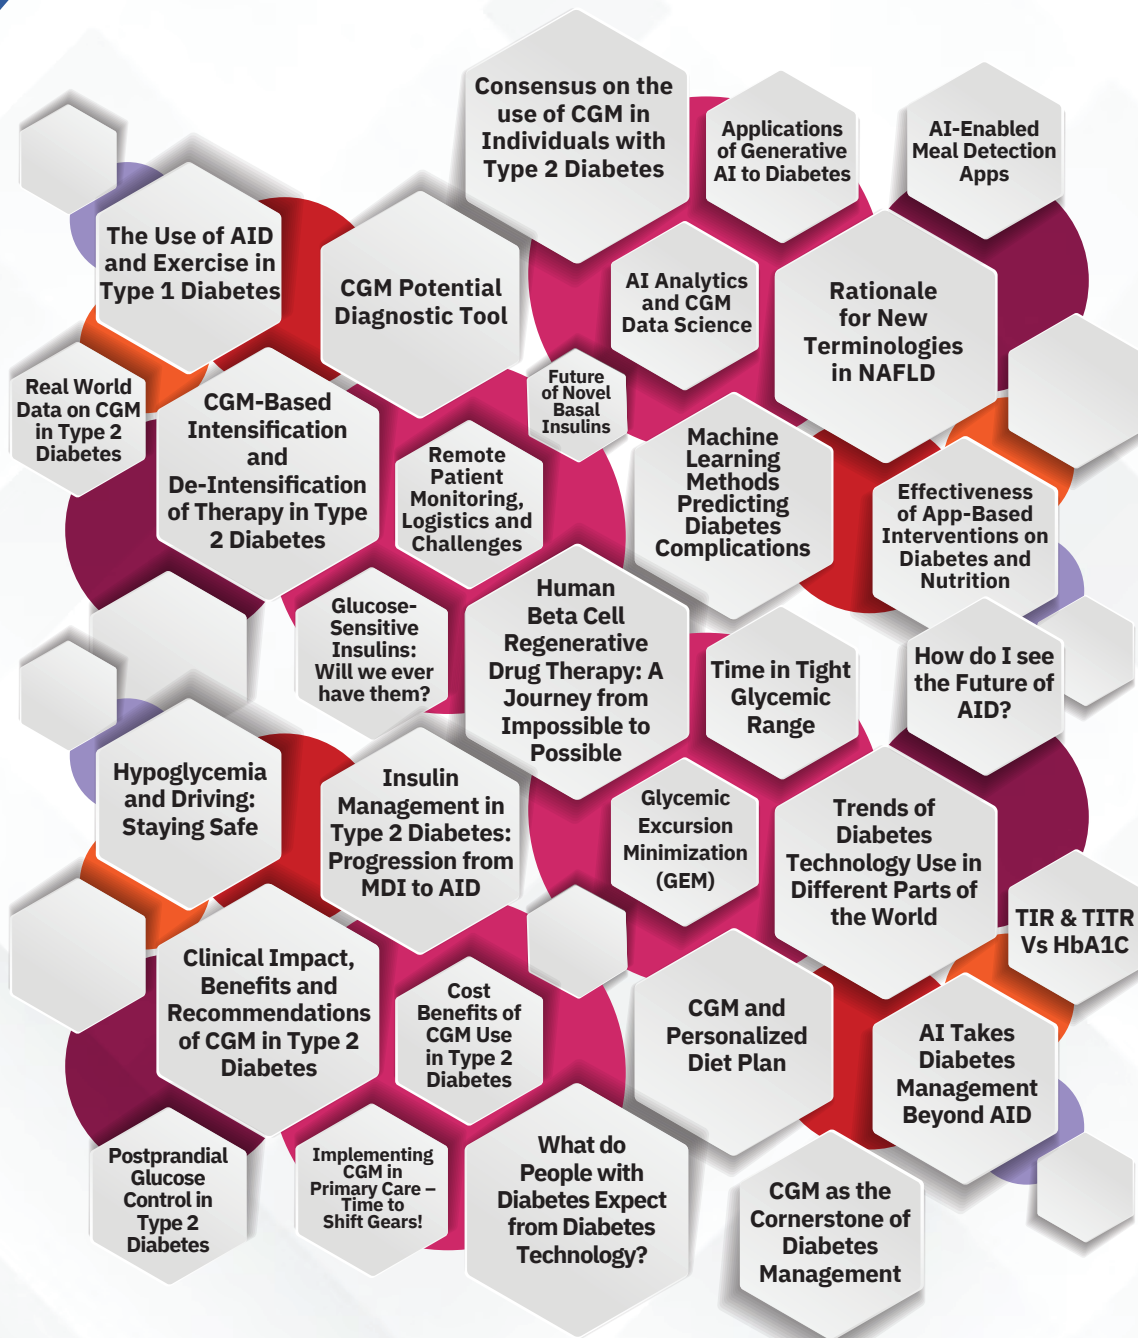 Consensus on the
use of CGM in
Individuals with
Type 2 Diabetes
Applications
of Generative
AI to Diabetes
AI-Enabled
Meal Detection
Apps
The Use of AID
and Exercise in
Type 1 Diabetes
CGM Potential
Diagnostic Tool
AI Analytics
and CGM
Data Science
Rationale
for New
Terminologies
in NAFLD
Real World
Data on CGM
in Type 2
Diabetes
CGM-Based
Intensification
and
De-Intensification
of Therapy in Type
2 Diabetes
Future
of Novel
Basal
Insulins
Remote
Patient
Monitoring,
Logistics and
Challenges
Machine
Learning
Methods
Predicting
Diabetes
Complications
Effectiveness
of App-Based
Interventions on
Diabetes and
Nutrition
Glucose-
Sensitive
Insulins:
Will we ever
have them?
Human
Beta Cell
Regenerative
Drug Therapy: A
Journey from
Impossible to
Possible
Time in Tight
Glycemic
Range
How do I see
the Future of
AID?
Hypoglycemia
and Driving:
Staying Safe
Insulin
Management in
Type 2 Diabetes:
Progression from
MDI to AID
Glycemic
Excursion
Minimization
(GEM)
Trends of
Diabetes
Technology Use in
Different Parts of
the World
TIR & TITR
Vs HbA1C
Clinical Impact,
Benefits and
Recommendations
of CGM in Type 2
Diabetes
Cost
Benefits of
CGM Use
in Type 2
Diabetes
CGM and
Personalized
Diet Plan
AI Takes
Diabetes
Management
Beyond AID
Postprandial
Glucose
Control in
Type 2
Diabetes
Implementing
CGM in
Primary Care –
Time to
Shift Gears!
What do
People with
Diabetes Expect
from Diabetes
Technology?
CGM as the
Cornerstone of
Diabetes
Management